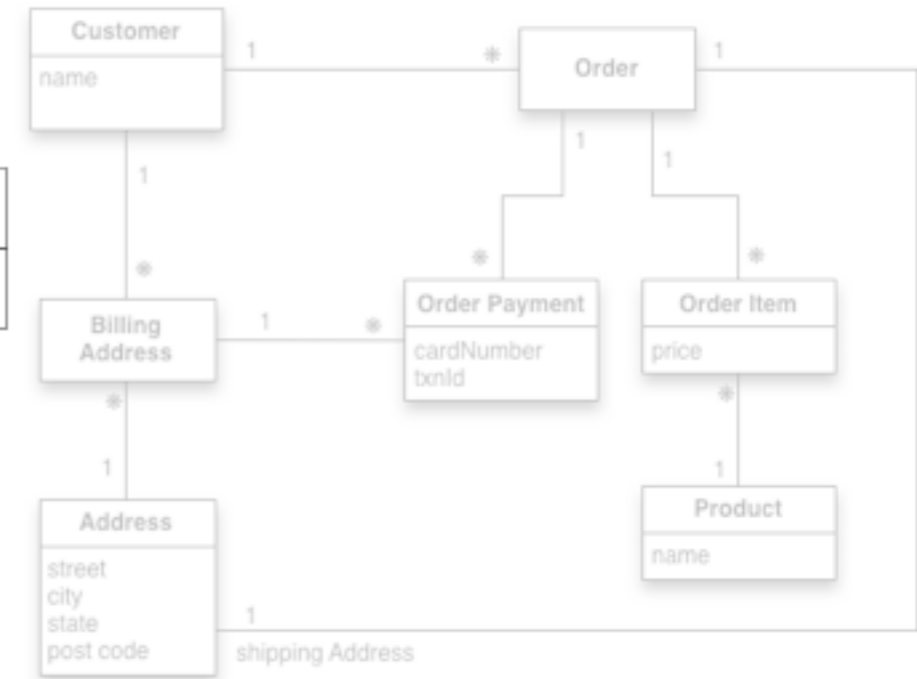 Customer
name
1
*
Order
1
1
1
1
*
*
*
Billing
Address
1
*
Order Payment
cardNumber
txnId
Order Item
price
*
1
*
1
Product
name
Address
street
city
state
post code
1
shipping Address